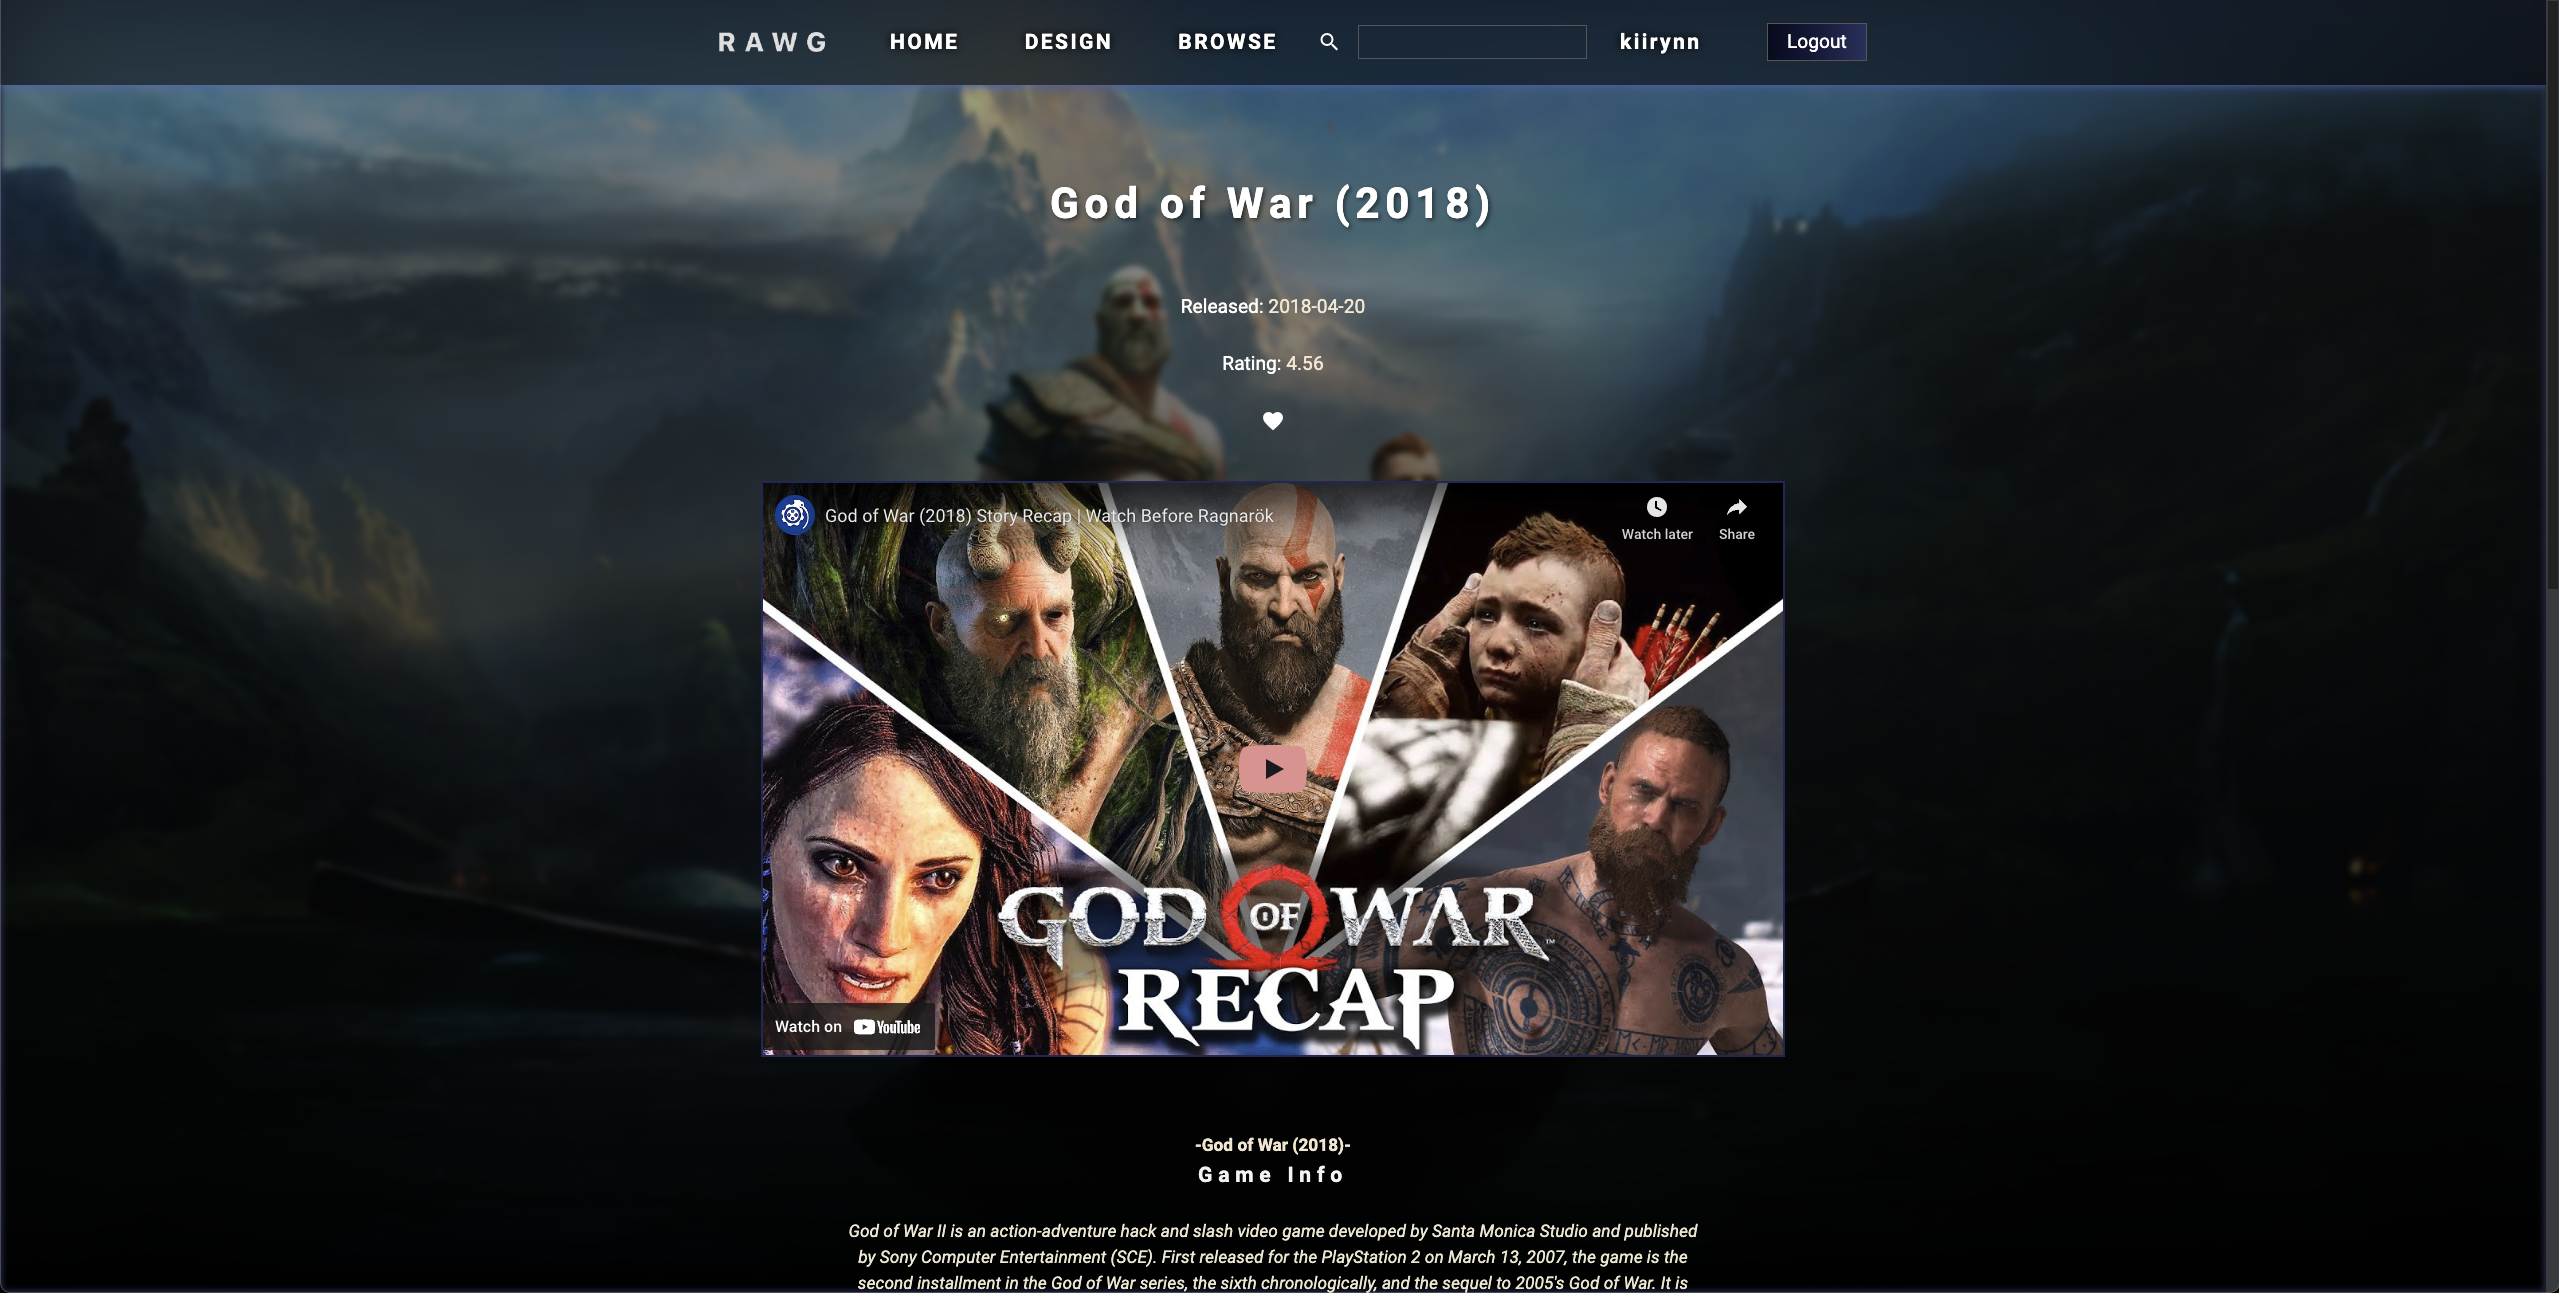 RAWG HOME DESIGN BROWSE kiirynn Logout
God of War (2018)
Released: 2018-04-20
Rating: 4.56
God of War (2018) Story Recap | Watch Before Ragnarök
Watch later Share
GOD OF WAR™
RECAP
Watch on YouTube
-God of War (2018)-
Game Info
God of War II is an action-adventure hack and slash video game developed by Santa Monica Studio and published
by Sony Computer Entertainment (SCE). First released for the PlayStation 2 on March 13, 2007, the game is the
second installment in the God of War series, the sixth chronologically, and the sequel to 2005's God of War. It is